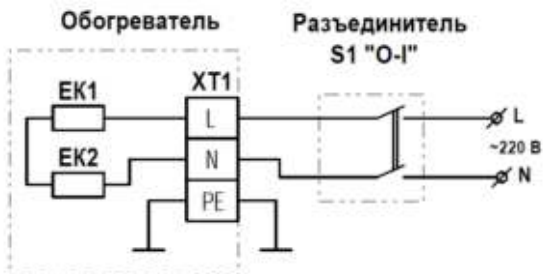 Обогреватель
Разъединитель
S1 "O-I"
XT1
EK1
L
L
~220 В
EK2
N
N
PE